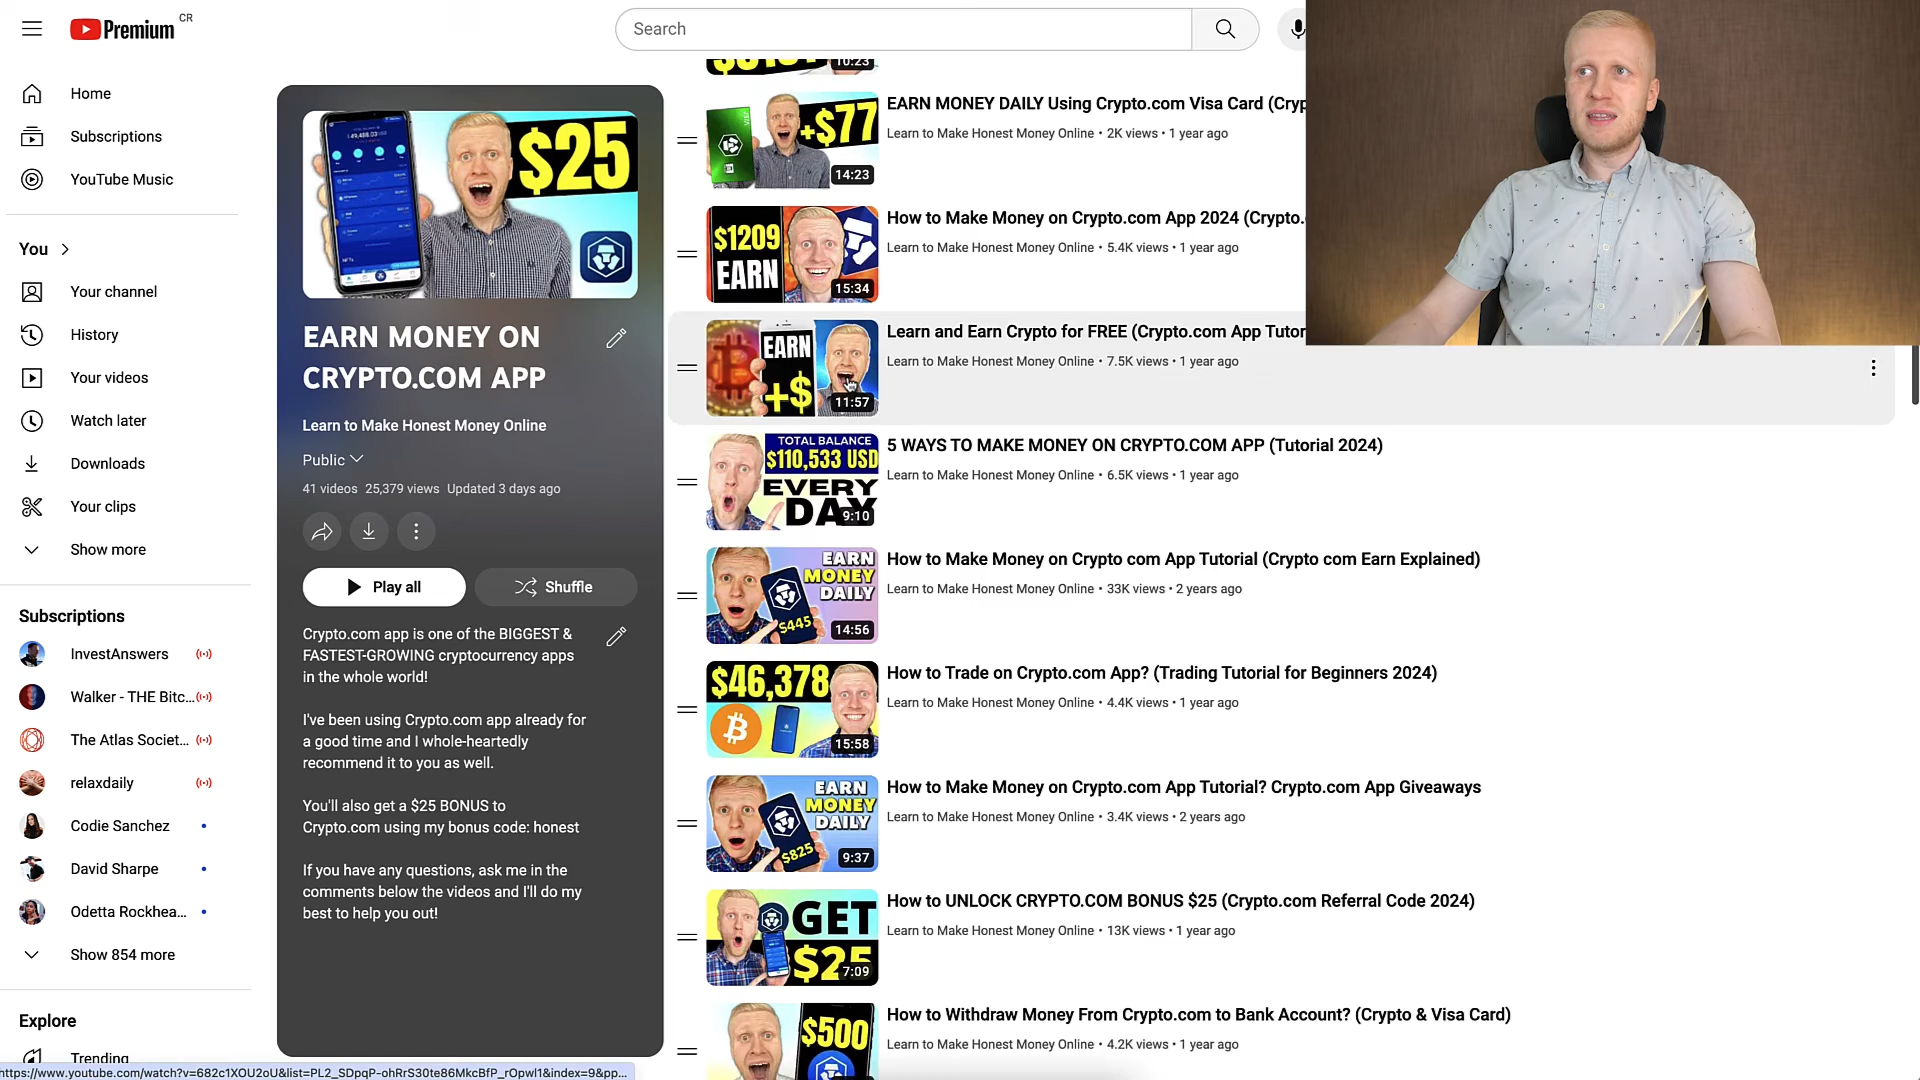 Premium CR
Search
Home
Subscriptions
YouTube Music
You
Your channel
History
Your videos
Watch later
Downloads
Your clips
Show more
Subscriptions
InvestAnswers
Walker - THE Bitc...
The Atlas Societ...
relaxdaily
Codie Sanchez
David Sharpe
Odetta Rockhea...
Show 854 more
Explore
Trending
https://www.youtube.com/watch?v=682c1XOU2oU&list=PL2_SDpqP-ohRrS30te86MkcBfP_rOpwl1&index=9&pp...
$25
EARN MONEY ON
CRYPTO.COM APP
Learn to Make Honest Money Online
Public
41 videos 25,379 views Updated 3 days ago
Play all
Shuffle
Crypto.com app is one of the BIGGEST &
FASTEST-GROWING cryptocurrency apps
in the whole world!
I've been using Crypto.com app already for
a good time and I whole-heartedly
recommend it to you as well.
You'll also get a $25 BONUS to
Crypto.com using my bonus code: honest
If you have any questions, ask me in the
comments below the videos and I'll do my
best to help you out!
10:23
+$77
14:23
EARN MONEY DAILY Using Crypto.com Visa Card (Cryp
Learn to Make Honest Money Online • 2K views • 1 year ago
$1209
EARN
15:34
How to Make Money on Crypto.com App 2024 (Crypto.
Learn to Make Honest Money Online • 5.4K views • 1 year ago
EARN
+$
11:57
Learn and Earn Crypto for FREE (Crypto.com App Tutor
Learn to Make Honest Money Online • 7.5K views • 1 year ago
TOTAL BALANCE
$110,533 USD
EVERY
DAY
9:10
5 WAYS TO MAKE MONEY ON CRYPTO.COM APP (Tutorial 2024)
Learn to Make Honest Money Online • 6.5K views • 1 year ago
EARN
MONEY
DAILY
$445
14:56
How to Make Money on Crypto com App Tutorial (Crypto com Earn Explained)
Learn to Make Honest Money Online • 33K views • 2 years ago
$46,378
15:58
How to Trade on Crypto.com App? (Trading Tutorial for Beginners 2024)
Learn to Make Honest Money Online • 4.4K views • 1 year ago
EARN
MONEY
DAILY
$825
9:37
How to Make Money on Crypto.com App Tutorial? Crypto.com App Giveaways
Learn to Make Honest Money Online • 3.4K views • 2 years ago
GET
$25
7:09
How to UNLOCK CRYPTO.COM BONUS $25 (Crypto.com Referral Code 2024)
Learn to Make Honest Money Online • 13K views • 1 year ago
$500
How to Withdraw Money From Crypto.com to Bank Account? (Crypto & Visa Card)
Learn to Make Honest Money Online • 4.2K views • 1 year ago